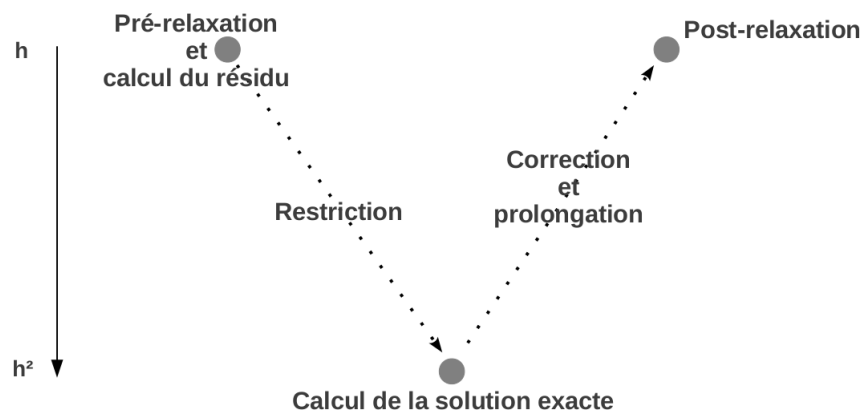 Pré-relaxation
et
calcul du résidu
h
Post-relaxation
Correction
et
prolongation
Restriction
h²
Calcul de la solution exacte